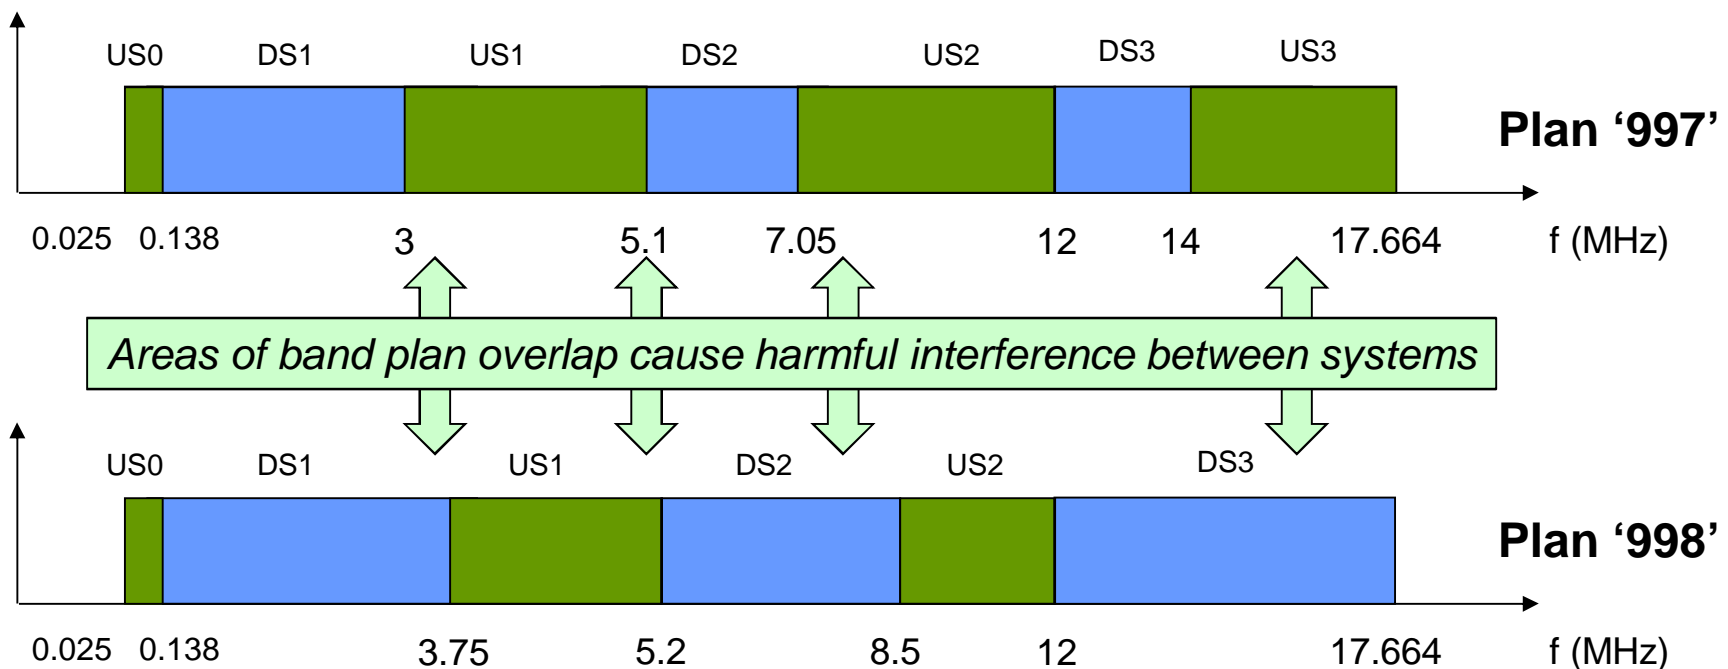 US0 DS1 US1 DS2 US2 DS3 US3
Plan ‘997’
0.025 0.138 3 5.1 7.05 12 14 17.664 f (MHz)
Areas of band plan overlap cause harmful interference between systems
US0 DS1 US1 DS2 US2 DS3
Plan ‘998’
0.025 0.138 3.75 5.2 8.5 12 17.664 f (MHz)